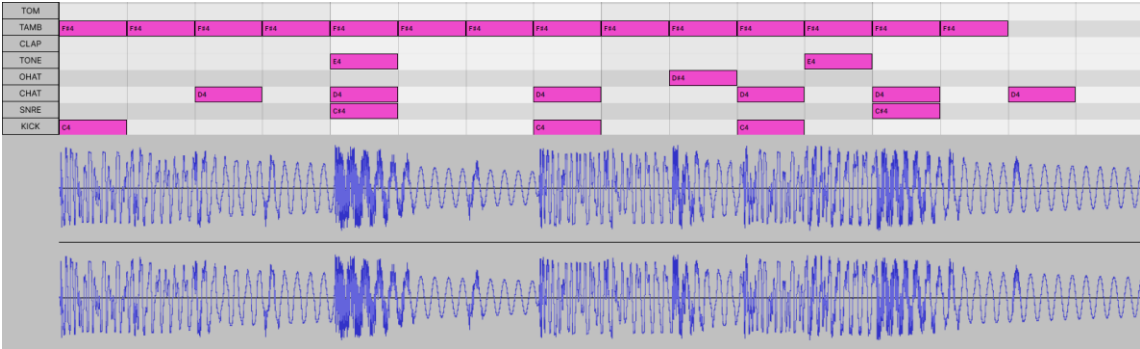 TOM
TAMB F#4 F#4 F#4 F#4 F#4 F#4 F#4 F#4 F#4 F#4 F#4 F#4 F#4 F#4
CLAP
TONE E4 E4
OHAT D#4
CHAT D4 D4 D4 D4 D4 D4
SNRE C#4 C#4
KICK C4 C4 C4